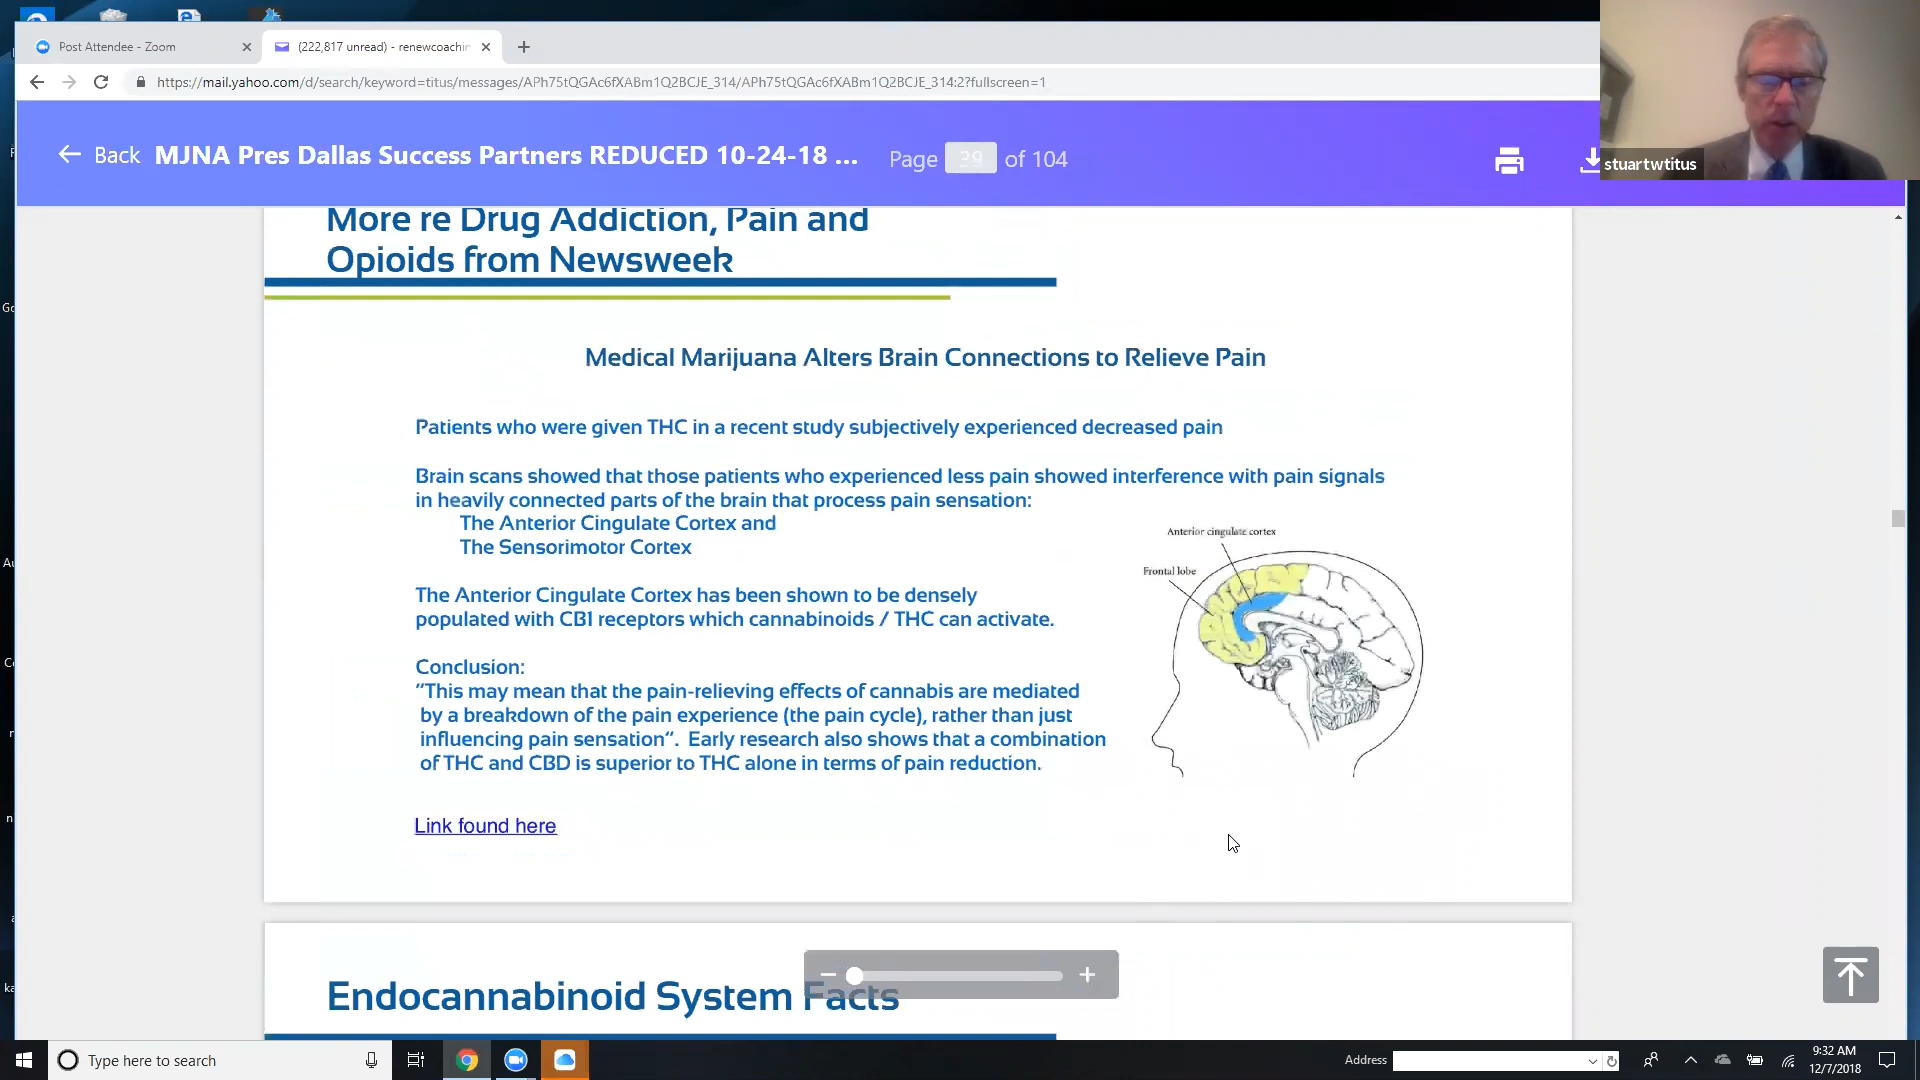 Post Attendee - Zoom
(222,817 unread) - renewcoachin
https://mail.yahoo.com/d/search/keyword=titus/messages/APh75tQGAc6fXABm1Q2BCJE_314/APh75tQGAc6fXABm1Q2BCJE_314:2?fullscreen=1
Back MJNA Pres Dallas Success Partners REDUCED 10-24-18 ... Page 29 of 104
stuartwtitus
More re Drug Addiction, Pain and
Opioids from Newsweek
Medical Marijuana Alters Brain Connections to Relieve Pain
Patients who were given THC in a recent study subjectively experienced decreased pain
Brain scans showed that those patients who experienced less pain showed interference with pain signals
in heavily connected parts of the brain that process pain sensation:
The Anterior Cingulate Cortex and
The Sensorimotor Cortex
Anterior cingulate cortex
Frontal lobe
The Anterior Cingulate Cortex has been shown to be densely
populated with CB1 receptors which cannabinoids / THC can activate.
Conclusion:
"This may mean that the pain-relieving effects of cannabis are mediated
by a breakdown of the pain experience (the pain cycle), rather than just
influencing pain sensation". Early research also shows that a combination
of THC and CBD is superior to THC alone in terms of pain reduction.
Link found here
Endocannabinoid System Facts
Type here to search
Address
9:32 AM
12/7/2018